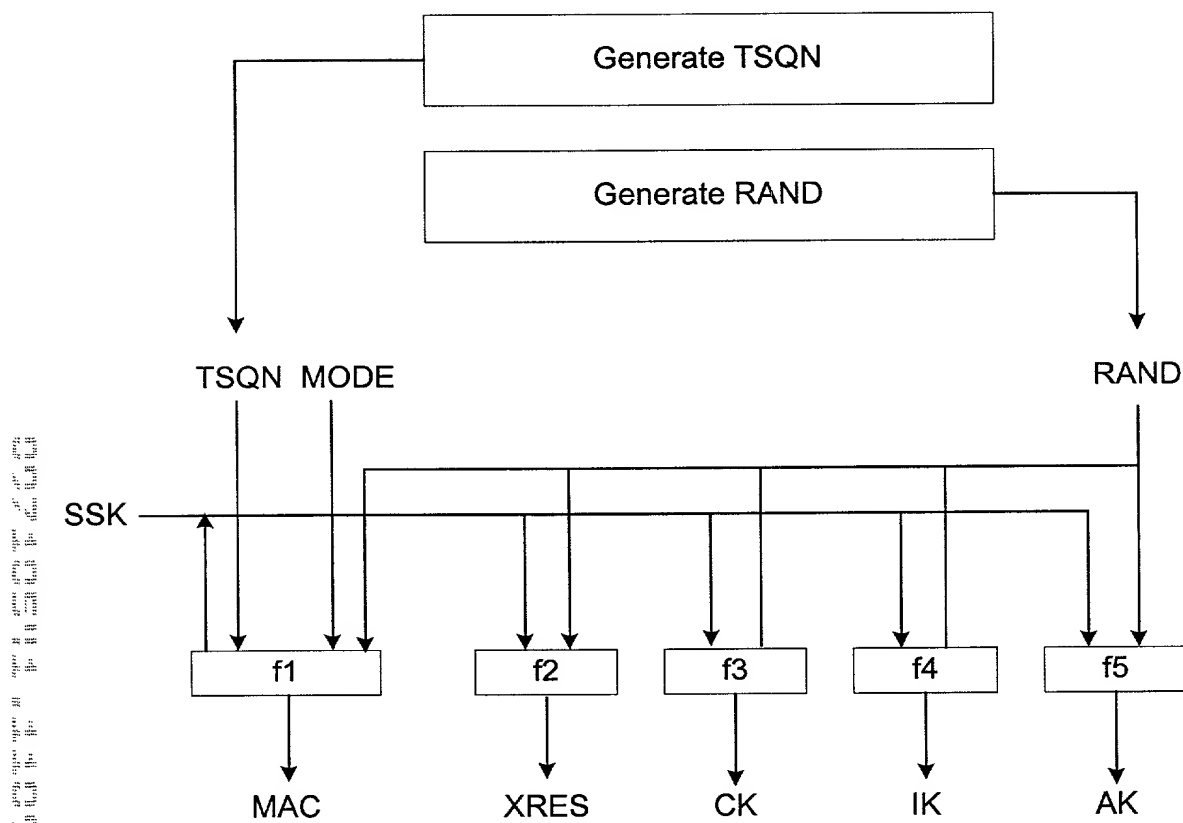 Generate TSQN
Generate RAND
TSQN MODE RAND
SSK
f1 f2 f3 f4 f5
MAC XRES CK IK AK